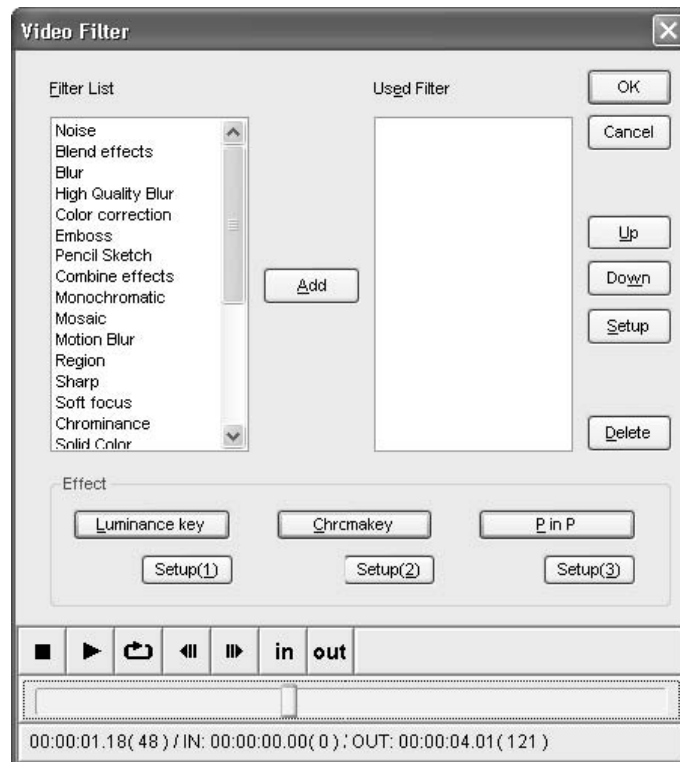 Video Filter
Filter List
Used Filter
OK
Cancel
Noise
Blend effects
Blur
High Quality Blur
Color correction
Emboss
Pencil Sketch
Combine effects
Monochromatic
Mosaic
Motion Blur
Region
Sharp
Soft focus
Chrominance
Solid Color
Add
Up
Down
Setup
Delete
Effect
Luminance key
Chrcmakey
P in P
Setup(1)
Setup(2)
Setup(3)
in out
00:00:01.18( 48 ) / IN: 00:00:00.00( 0 ) / OUT: 00:00:04.01( 121 )